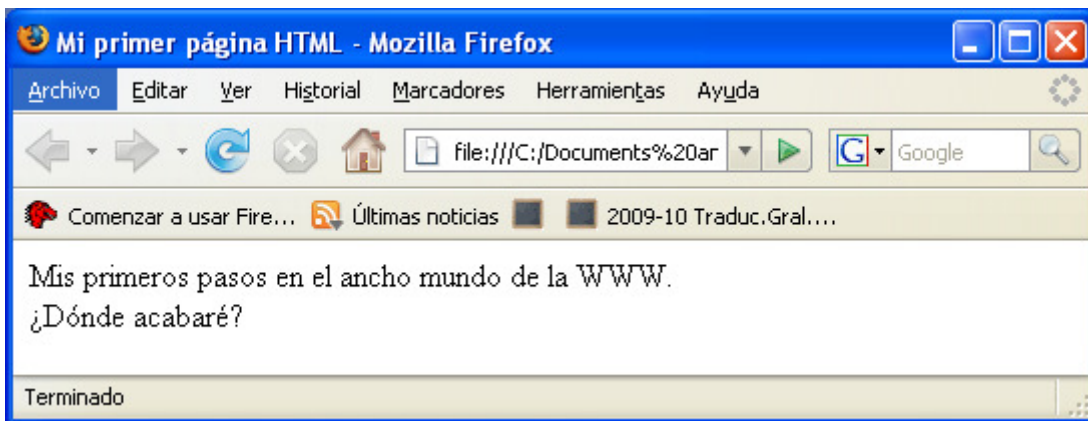 Mi primer página HTML - Mozilla Firefox
Archivo Editar Ver Historial Marcadores Herramientas Ayuda
file:///C:/Documents%20ar G Google
Comenzar a usar Fire... Últimas noticias 2009-10 Traduc.Gral....
Mis primeros pasos en el ancho mundo de la WWW.
¿Dónde acabaré?
Terminado